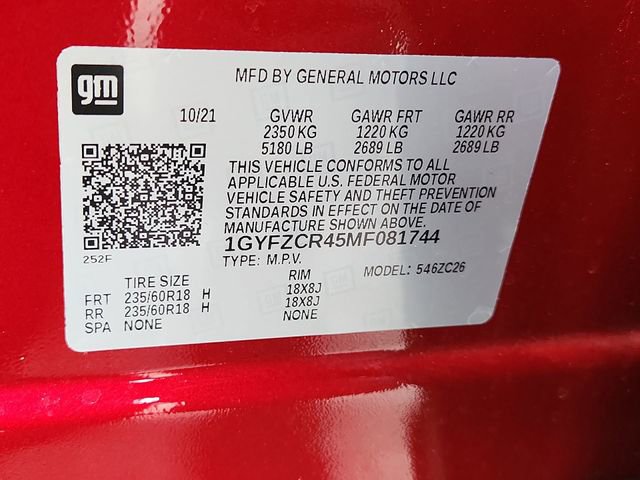 gm
MFD BY GENERAL MOTORS LLC
10/21 GVWR GAWR FRT GAWR RR
2350 KG 1220 KG 1220 KG
5180 LB 2689 LB 2689 LB
THIS VEHICLE CONFORMS TO ALL
APPLICABLE U.S. FEDERAL MOTOR
VEHICLE SAFETY AND THEFT PREVENTION
STANDARDS IN EFFECT ON THE DATE OF
MANUFACTURE SHOWN ABOVE.
1GYFZCR45MF081744
252F
TYPE: M.P.V. MODEL: 546ZC26
TIRE SIZE RIM
FRT 235/60R18 H 18X8J
RR 235/60R18 H 18X8J
SPA NONE NONE